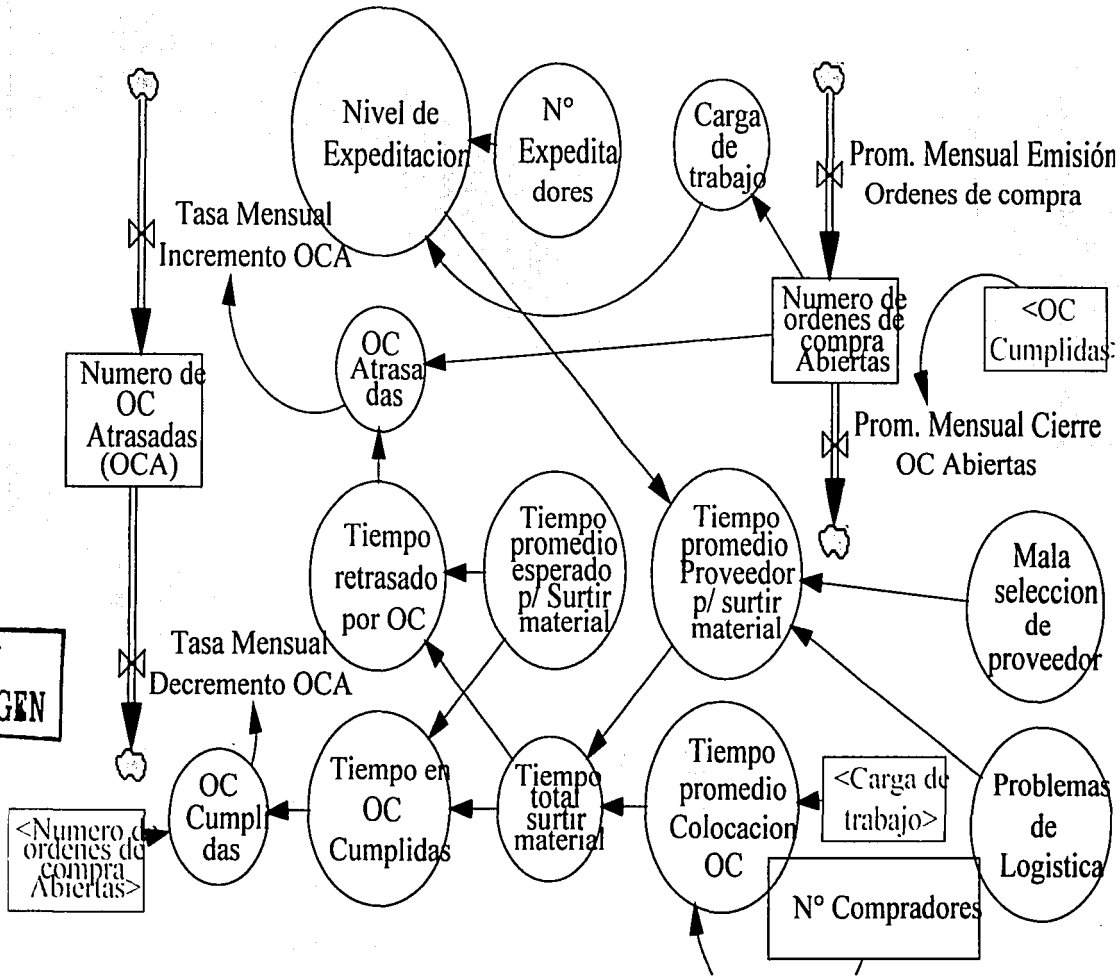 Nivel de
Expeditacion
N°
Expedita
dores
Carga
de
trabajo
Prom. Mensual Emisión
Ordenes de compra
Tasa Mensual
Incremento OCA
Numero de
OC
Atrasadas
(OCA)
OC
Atrasa
das
Numero de
ordenes de
compra
Abiertas
<OC
Cumplidas>
Prom. Mensual Cierre
OC Abiertas
Tiempo
retrasado
por OC
Tiempo
promedio
esperado
p/ Surtir
material
Tiempo
promedio
Proveedor
p/ surtir
material
Mala
seleccion
de
proveedor
GEN
Tasa Mensual
Decremento OCA
OC
Cumpli
das
<Numero de
ordenes de
compra
Abiertas>
Tiempo en
OC
Cumplidas
Tiempo
total
surtir
material
Tiempo
promedio
Colocacion
OC
<Carga de
trabajo>
N° Compradores
Problemas
de
Logistica